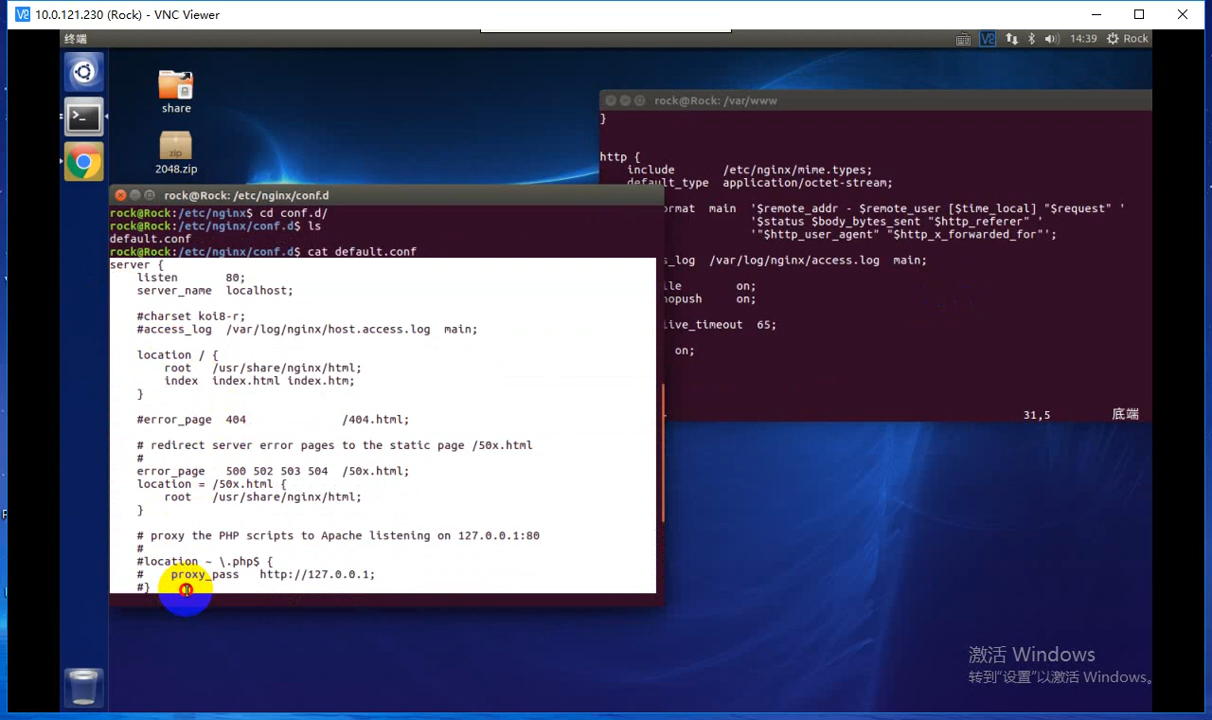 10.0.121.230 (Rock) - VNC Viewer
终端
14:39
Rock
share
zip
2048.zip
rock@Rock: /var/www
}
http {
include /etc/nginx/mime.types;
default_type application/octet-stream;
ormat main '$remote_addr - $remote_user [$time_local] "$request" '
'$status $body_bytes_sent "$http_referer" '
'"$http_user_agent" "$http_x_forwarded_for"';
s_log /var/log/nginx/access.log main;
ile on;
nopush on;
ive_timeout 65;
on;
31,5 底端
rock@Rock: /etc/nginx/conf.d
rock@Rock:/etc/nginx$ cd conf.d/
rock@Rock:/etc/nginx/conf.d$ ls
default.conf
rock@Rock:/etc/nginx/conf.d$ cat default.conf
server {
listen 80;
server_name localhost;
#charset koi8-r;
#access_log /var/log/nginx/host.access.log main;
location / {
root /usr/share/nginx/html;
index index.html index.htm;
}
#error_page 404 /404.html;
# redirect server error pages to the static page /50x.html
#
error_page 500 502 503 504 /50x.html;
location = /50x.html {
root /usr/share/nginx/html;
}
# proxy the PHP scripts to Apache listening on 127.0.0.1:80
#
#location ~ \.php$ {
# proxy_pass http://127.0.0.1;
#}
激活 Windows
转到"设置"以激活 Windows。